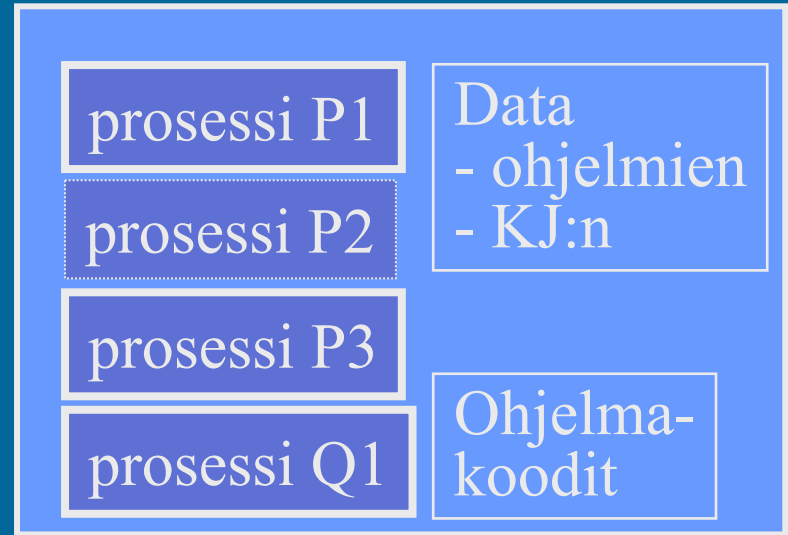 prosessi P1
prosessi P2
prosessi P3
prosessi Q1
Data
- ohjelmien
- KJ:n
Ohjelma-
koodit